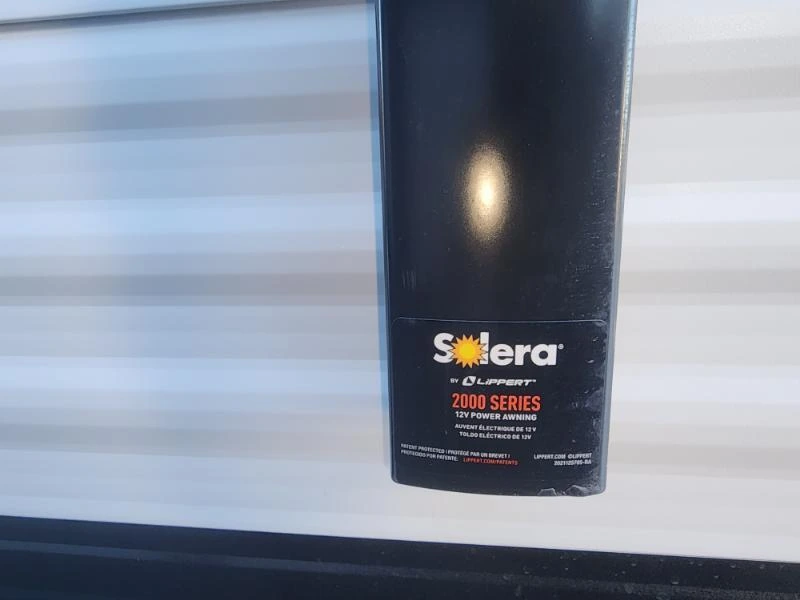 Solera®
BY LIPPERT™
2000 SERIES
12V POWER AWNING
AUVENT ÉLECTRIQUE DE 12 V
TOLDO ELÉCTRICO DE 12V
PATENT PROTECTED | PROTÉGÉ PAR UN BREVET |
PROTEGIDO POR PATENTE: LIPPERT.COM/PATENTS
LIPPERT.COM ©LIPPERT